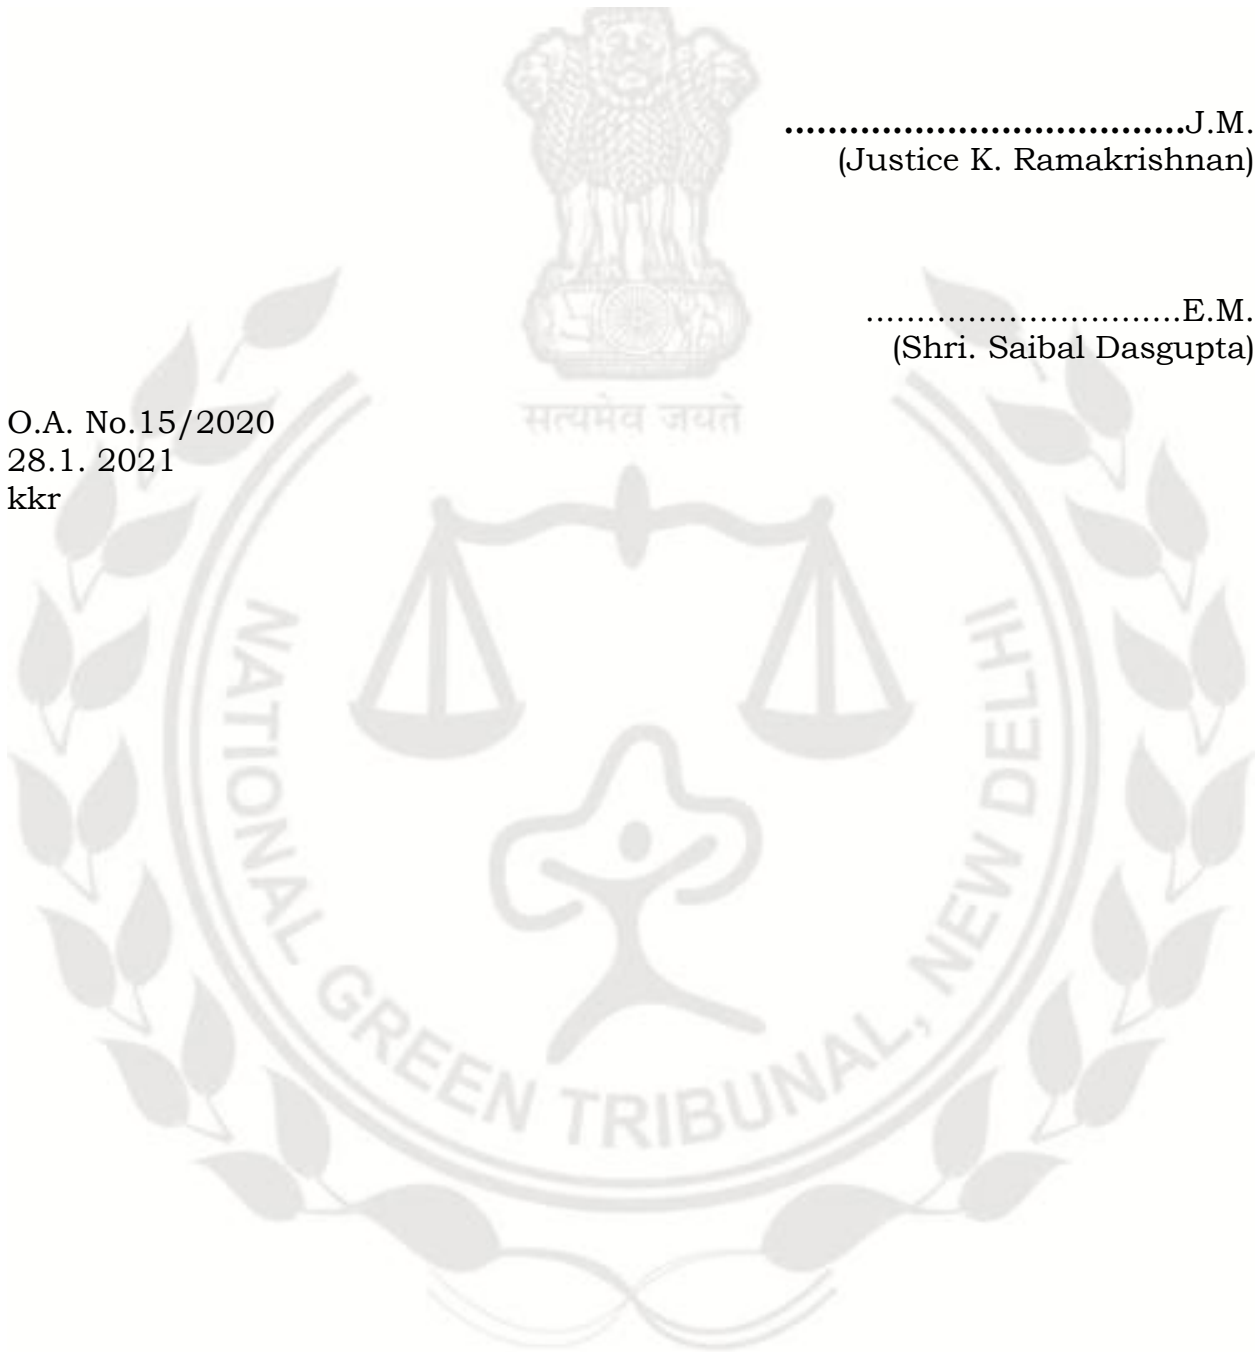 ....................................J.M.
(Justice K. Ramakrishnan)
..............................E.M.
(Shri. Saibal Dasgupta)
O.A. No.15/2020
28.1. 2021
kkr
सत्यमेव जयते
NATIONAL GREEN TRIBUNAL, NEW DELHI